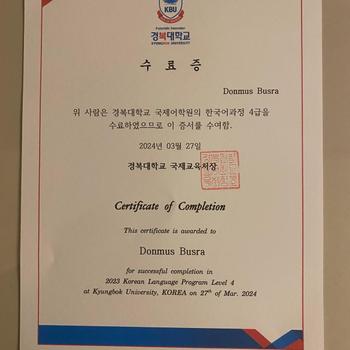 KBU
경북대학교
KYUNGBOK UNIVERSITY
수 료 증
Donmus Busra
위 사람은 경복대학교 국제어학원의 한국어과정 4급을
수료하였으므로 이 증서를 수여함.
2024년 03월 27일
경복대학교 국제교육처장
Certificate of Completion
This certificate is awarded to
Donmus Busra
for successful completion in
2023 Korean Language Program Level 4
at Kyungbok University, KOREA on 27th of Mar. 2024